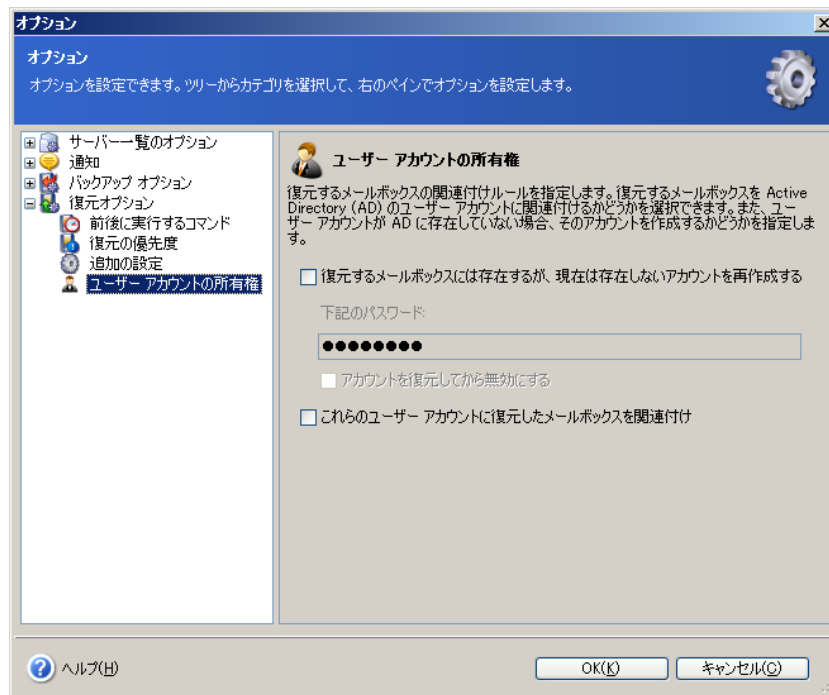 オプション
オプション
オプションを設定できます。ツリーからカテゴリを選択して、右のペインでオプションを設定します。
サーバー一覧のオプション
通知
バックアップ オプション
復元オプション
前後に実行するコマンド
復元の優先度
追加の設定
ユーザー アカウントの所有権
ユーザー アカウントの所有権
復元するメールボックスの関連付けルールを指定します。復元するメールボックスを Active
Directory (AD) のユーザー アカウントに関連付けるかどうかを選択できます。また、ユー
ザー アカウントが AD に存在していない場合、そのアカウントを作成するかどうかを指定しま
す。
復元するメールボックスには存在するが、現在は存在しないアカウントを再作成する
下記のパスワード:
●●●●●●●●
アカウントを復元してから無効にする
これらのユーザー アカウントに復元したメールボックスを関連付け
ヘルプ(H)
OK(K)
キャンセル(C)